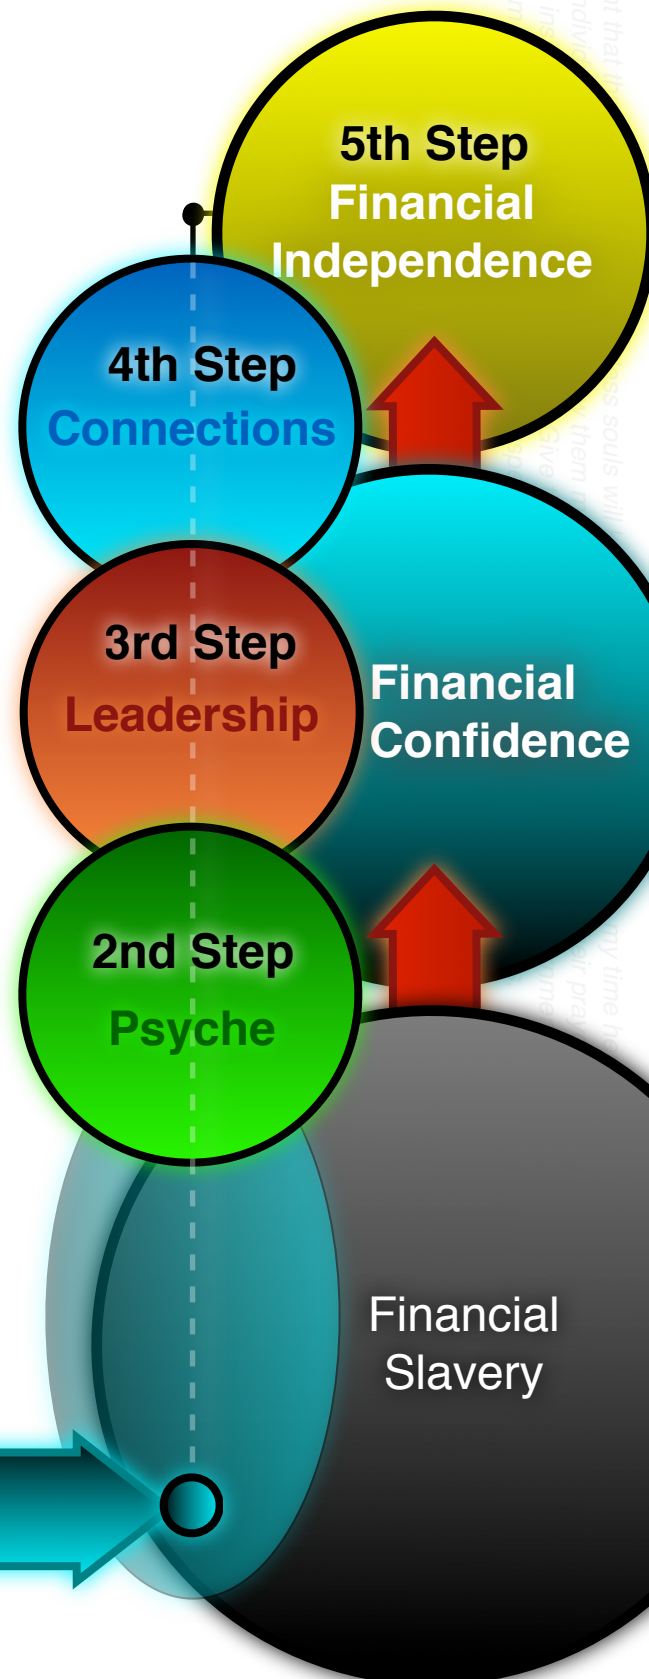 5th Step
Financial
Independence
4th Step
Connections
3rd Step
Leadership
Financial
Confidence
2nd Step
Psyche
Financial
Slavery